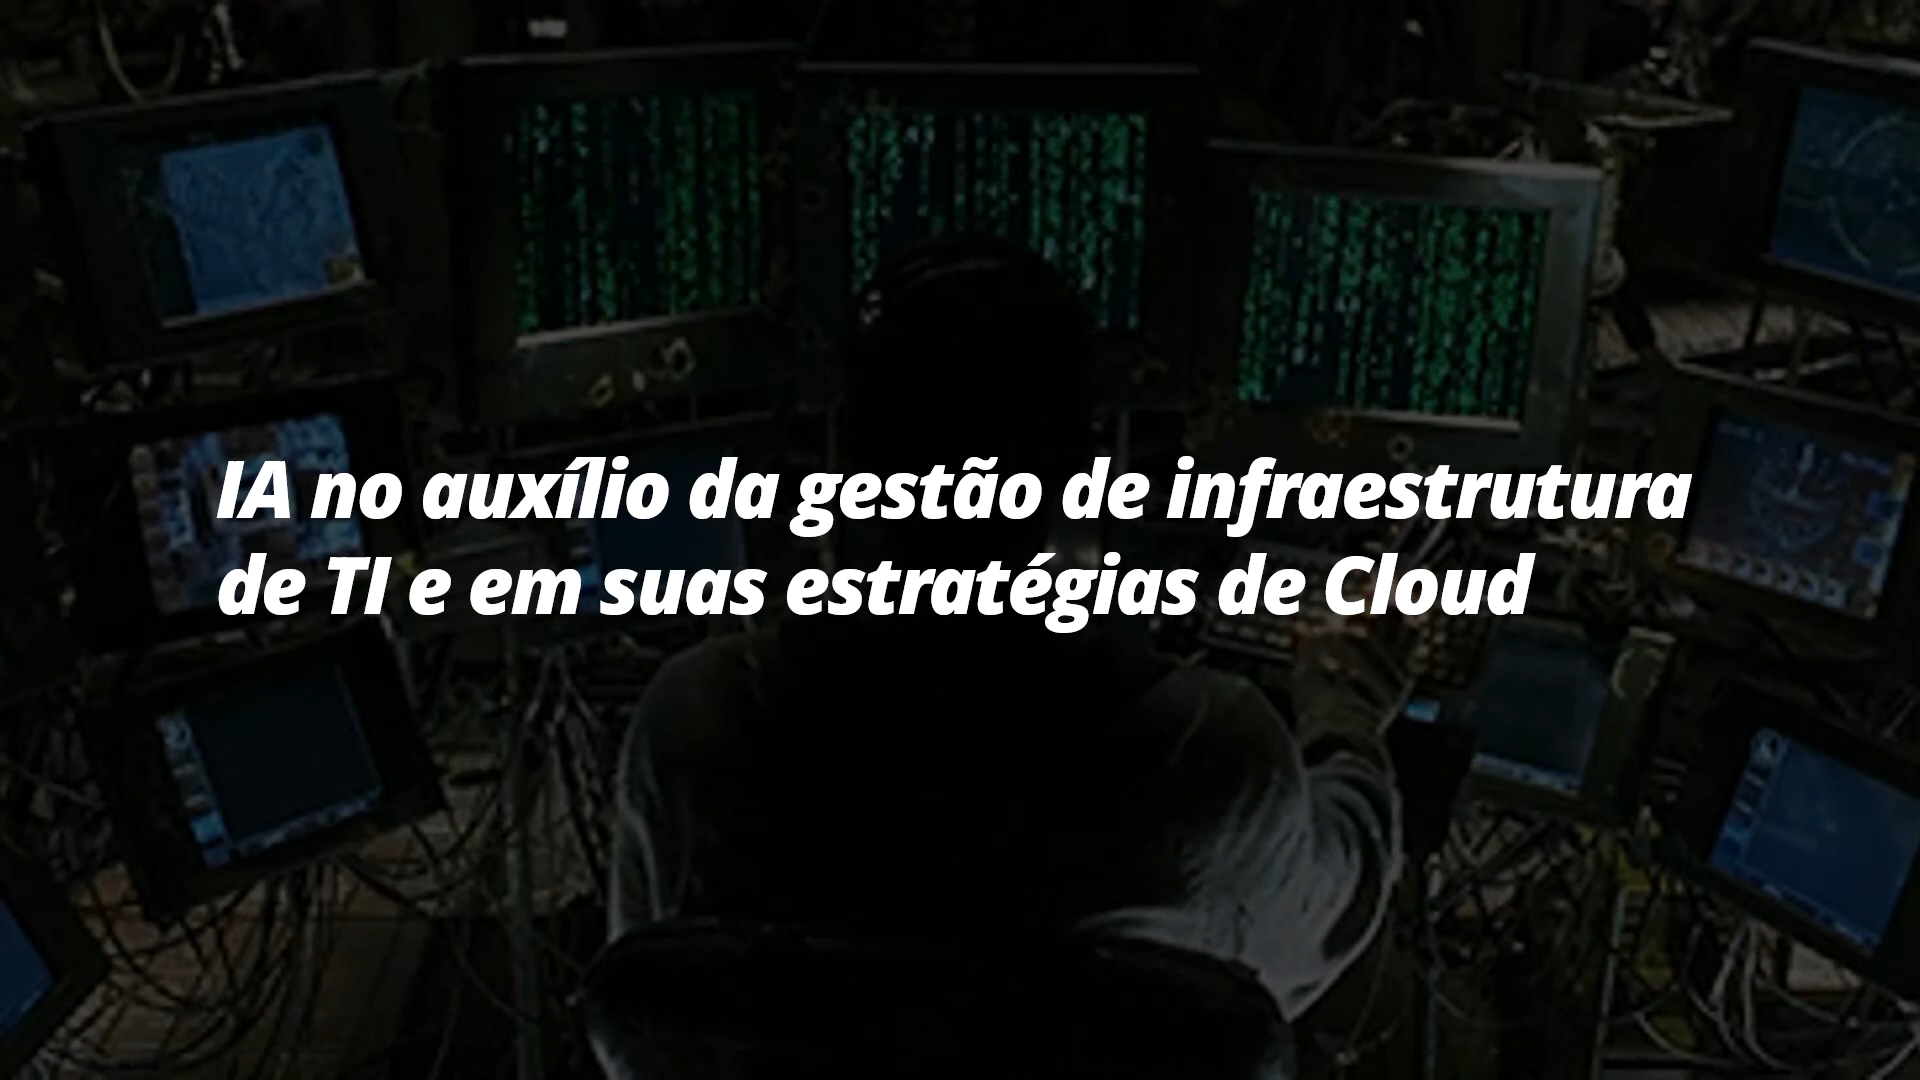 IA no auxílio da gestão de infraestrutura
de TI e em suas estratégias de Cloud